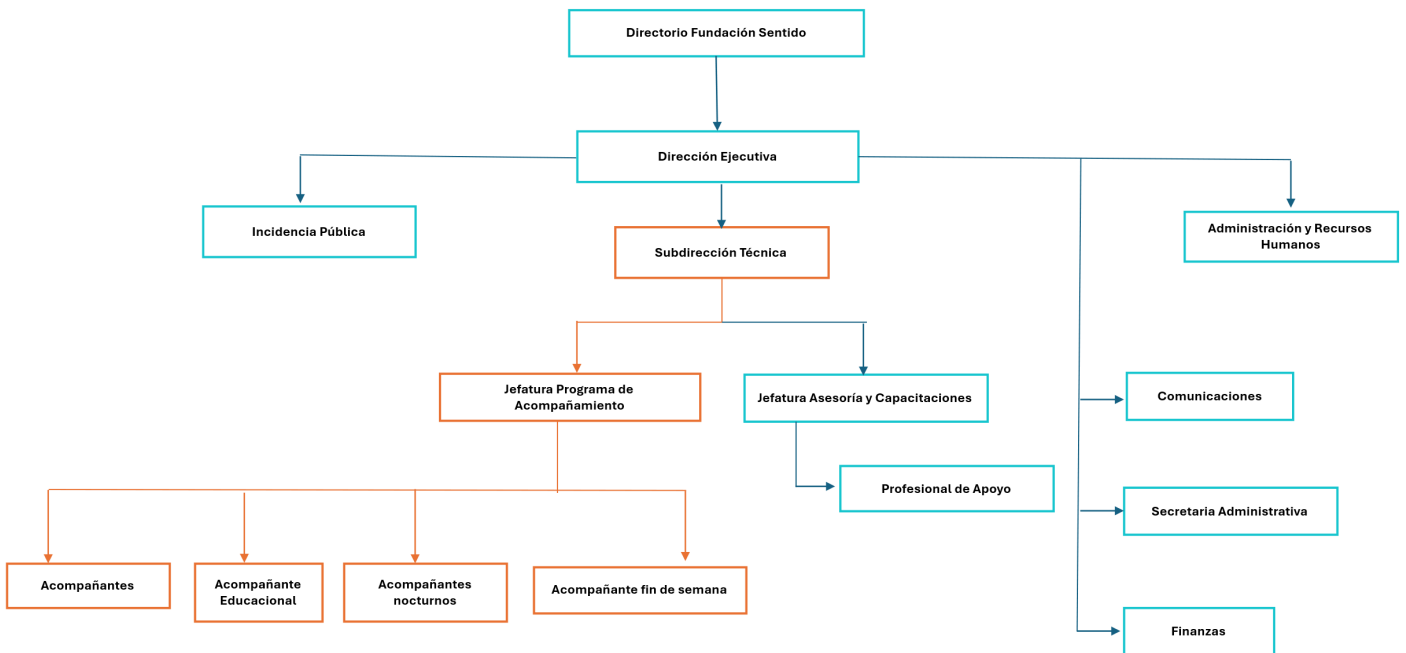 Directorio Fundación Sentido
Dirección Ejecutiva
Incidencia Pública
Subdirección Técnica
Administración y Recursos
Humanos
Jefatura Programa de
Acompañamiento
Jefatura Asesoría y Capacitaciones
Comunicaciones
Profesional de Apoyo
Secretaria Administrativa
Acompañantes
Acompañante
Educacional
Acompañantes
nocturnos
Acompañante fin de semana
Finanzas